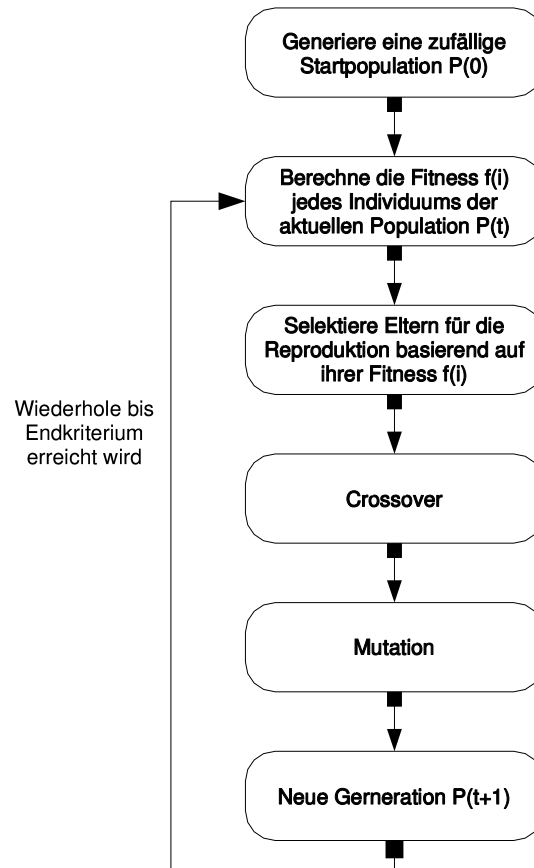 Generiere eine zufällige
Startpopulation P(0)
Berechne die Fitness f(i)
jedes Individuums der
aktuellen Population P(t)
Selektiere Eltern für die
Reproduktion basierend auf
ihrer Fitness f(i)
Wiederhole bis
Endkriterium
erreicht wird
Crossover
Mutation
Neue Gerneration P(t+1)